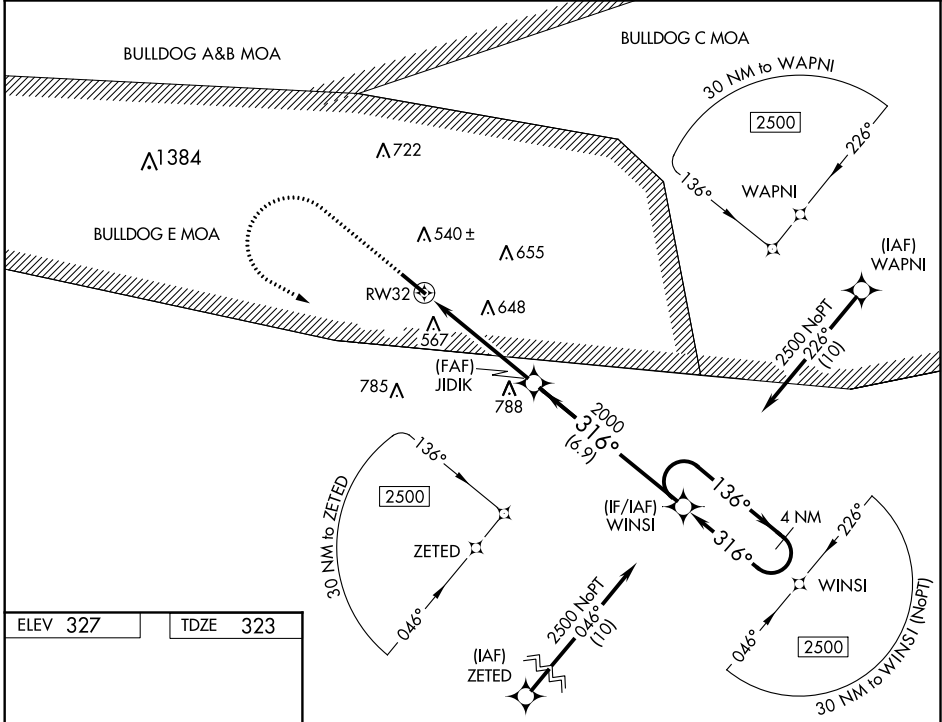 BULLDOG A&B MOA
BULLDOG C MOA
30 NM to WAPNI
2500
226°
136°
WAPNI
1384
722
BULLDOG E MOA
540 ±
655
(IAF)
WAPNI
RW32
648
567
2500 NoPT
226°
(10)
(FAF)
JIDIK
785
788
2000
316°
(6.9)
136°
2500
30 NM to ZETED
ZETED
046°
(IF/IAF)
WINSI
136°
4 NM
316°
226°
WINSI
046°
2500
30 NM to WINSI (NoPT)
2500 NoPT
046°
(10)
(IAF)
ZETED
ELEV 327
TDZE 323